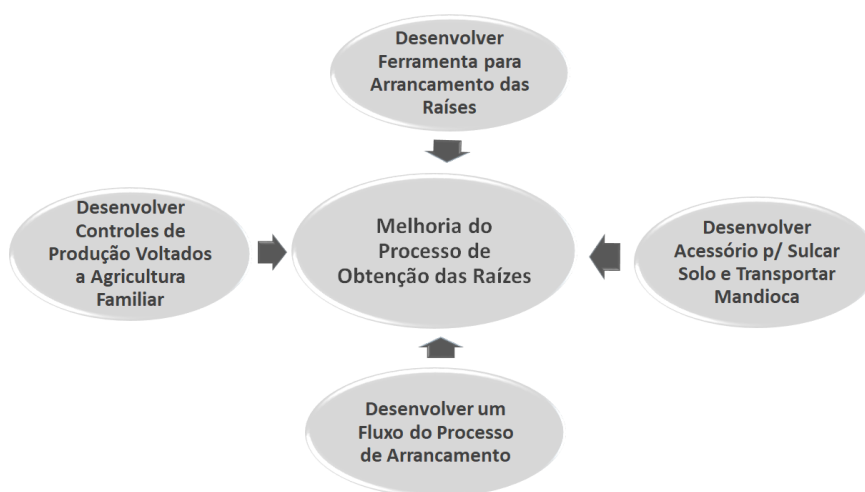 Desenvolver
Ferramenta para
Arrancamento das
Raíses
Desenvolver
Controles de
Produção Voltados
a Agricultura
Familiar
Melhoria do
Processo de
Obtenção das Raízes
Desenvolver
Acessório p/ Sulcar
Solo e Transportar
Mandioca
Desenvolver um
Fluxo do Processo
de Arrancamento